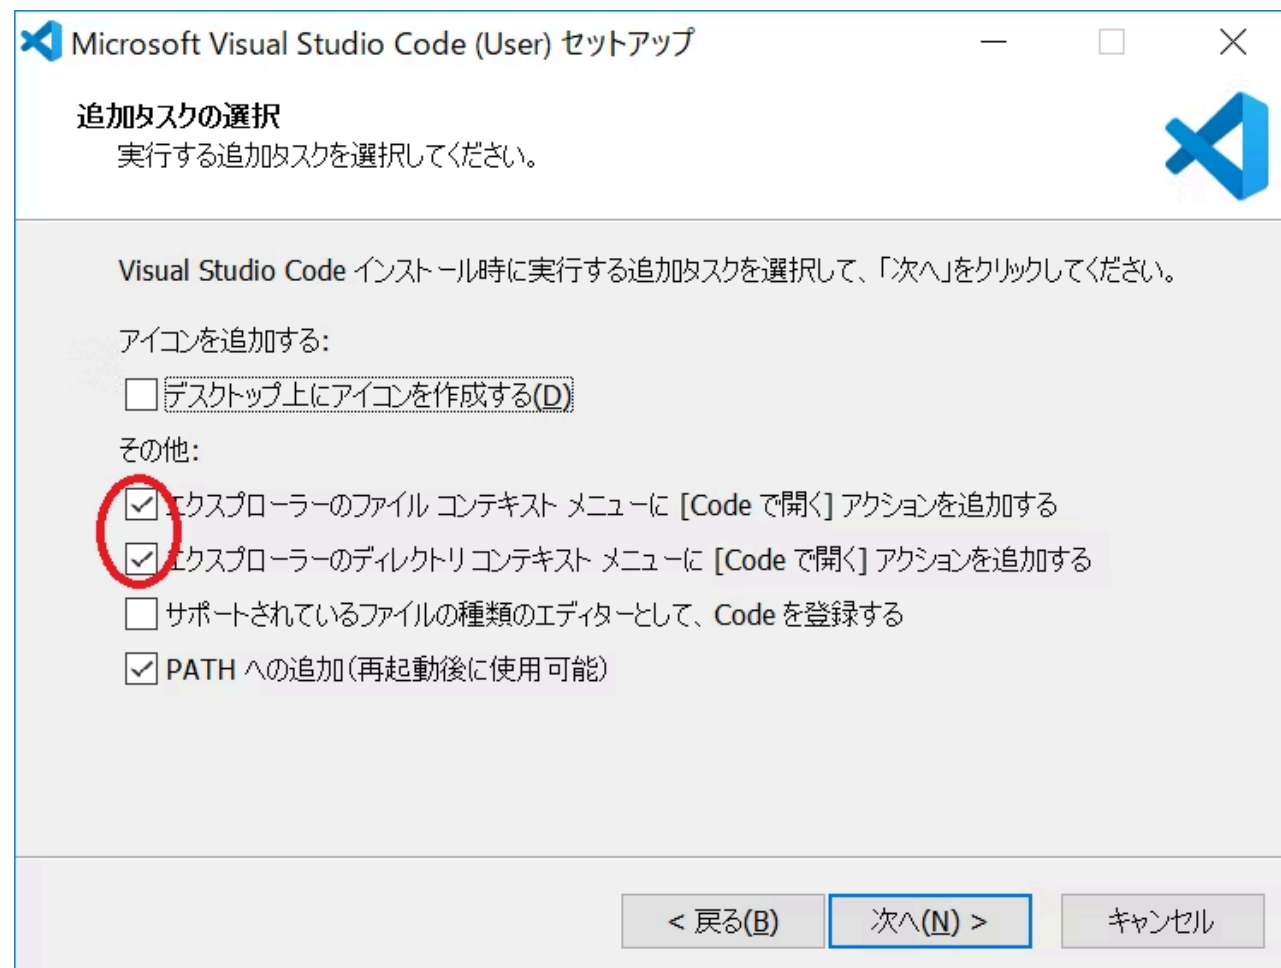 Microsoft Visual Studio Code (User) セットアップ
追加タスクの選択
実行する追加タスクを選択してください。
Visual Studio Code インストール時に実行する追加タスクを選択して、「次へ」をクリックしてください。
アイコンを追加する:
デスクトップ上にアイコンを作成する(D)
その他:
エクスプローラーのファイル コンテキスト メニューに [Code で開く] アクションを追加する
エクスプローラーのディレクトリ コンテキスト メニューに [Code で開く] アクションを追加する
サポートされているファイルの種類のエディターとして、Code を登録する
PATH への追加(再起動後に使用可能)
< 戻る(B) 次へ(N) > キャンセル